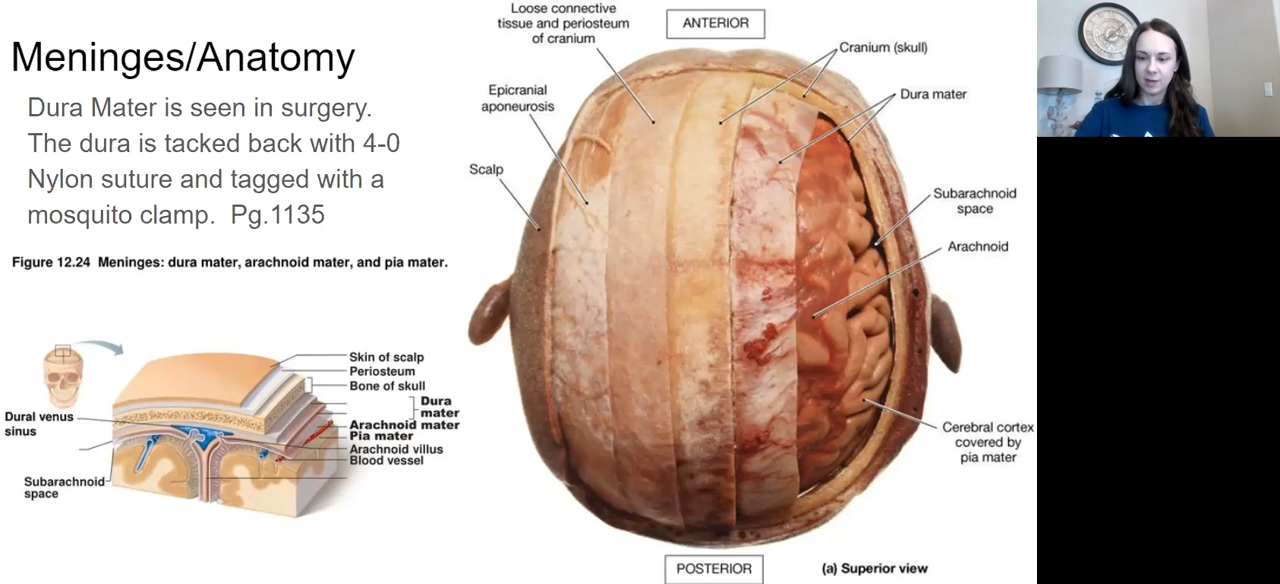 Meninges/Anatomy
Dura Mater is seen in surgery.
The dura is tacked back with 4-0
Nylon suture and tagged with a
mosquito clamp.  Pg.1135
Figure 12.24  Meninges: dura mater, arachnoid mater, and pia mater.
Skin of scalp
Periosteum
Bone of skull
Dura
mater
Arachnoid mater
Pia mater
Arachnoid villus
Blood vessel
Dural venus
sinus
Subarachnoid
space
Loose connective
tissue and periosteum
of cranium
ANTERIOR
Cranium (skull)
Epicranial
aponeurosis
Dura mater
Scalp
Subarachnoid
space
Arachnoid
Cerebral cortex
covered by
pia mater
POSTERIOR
(a) Superior view